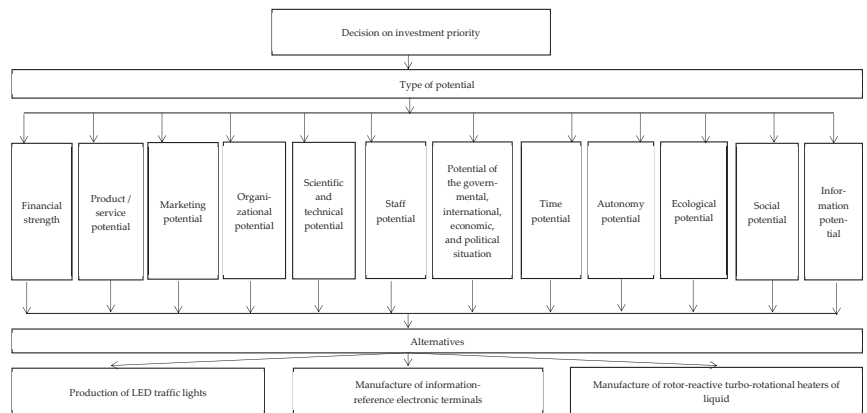 Decision on investment priority
Type of potential
Financial
strength
Product /
service
potential
Marketing
potential
Organi-
zational
potential
Scientific
and
technical
potential
Staff
potential
Potential of
the govern-
mental,
international,
economic,
and political
situation
Time
potential
Autonomy
potential
Ecological
potential
Social
potential
Infor-
mation
poten-
tial
Alternatives
Production of LED traffic lights
Manufacture of information-
reference electronic terminals
Manufacture of rotor-reactive turbo-rotational heaters of
liquid